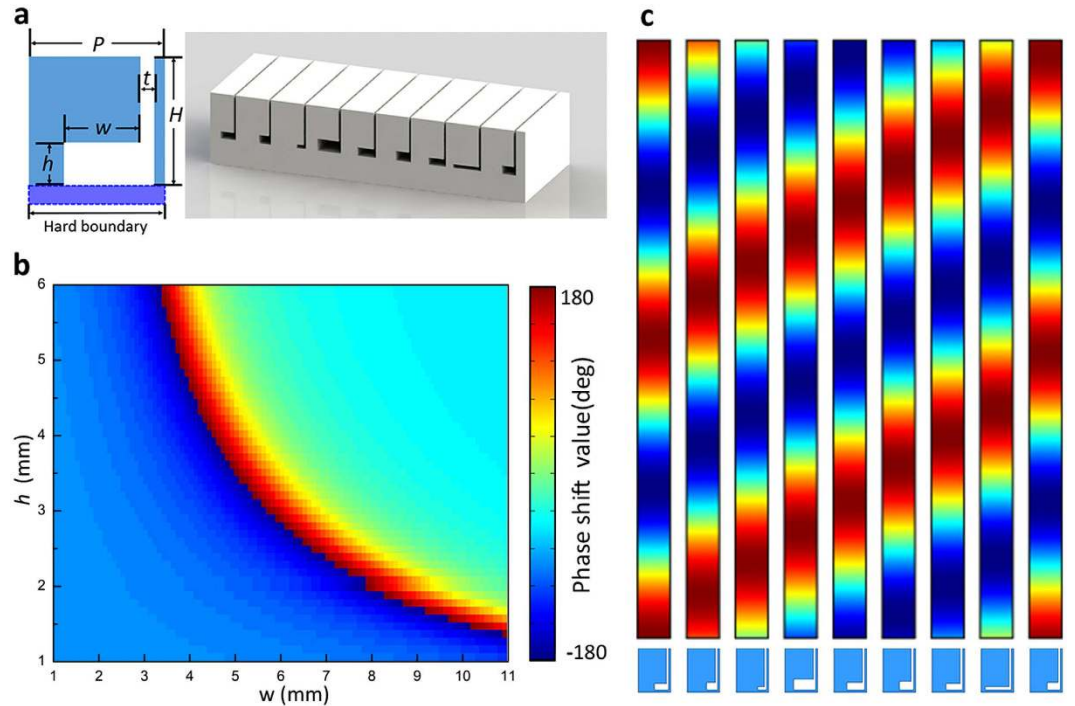 a
P
t
w
H
h
Hard boundary
b
h (mm)
6
5
4
3
2
1
1 2 3 4 5 6 7 8 9 10 11
w (mm)
180
Phase shift value(deg)
-180
c